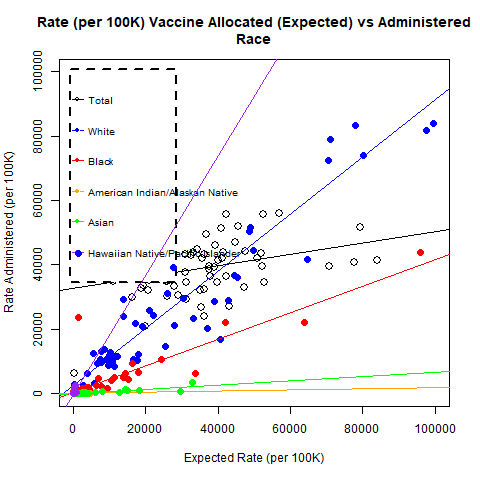 Rate (per 100K) Vaccine Allocated (Expected) vs Administered
Race
Rate Administered (per 100K)
100000
80000
60000
40000
20000
0
Total
White
Black
American Indian/Alaskan Native
Asian
Hawaiian Native/Pacific Islander
0
20000
40000
60000
80000
100000
Expected Rate (per 100K)